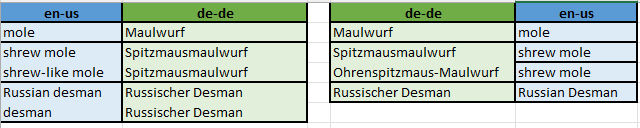 en-us de-de de-de en-us
mole Maulwurf Maulwurf mole
shrew mole Spitzmausmaulwurf Spitzmausmaulwurf shrew mole
shrew-like mole Spitzmausmaulwurf Ohrenspitzmaus-Maulwurf shrew mole
Russian desman Russischer Desman Russischer Desman Russian Desman
desman Russischer Desman